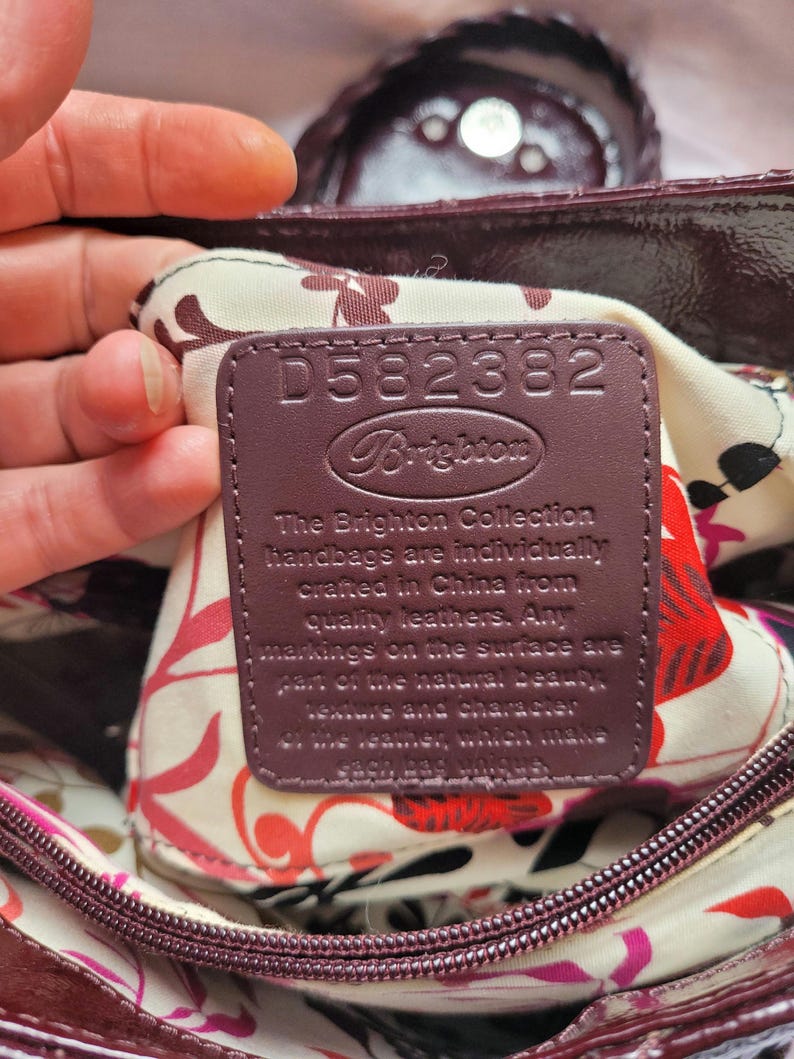 D582382
Brighton
The Brighton Collection
handbags are individually
crafted in China from
quality leathers. Any
markings on the surface are
part of the natural beauty,
texture and character
of the leather, which make
each bag unique.